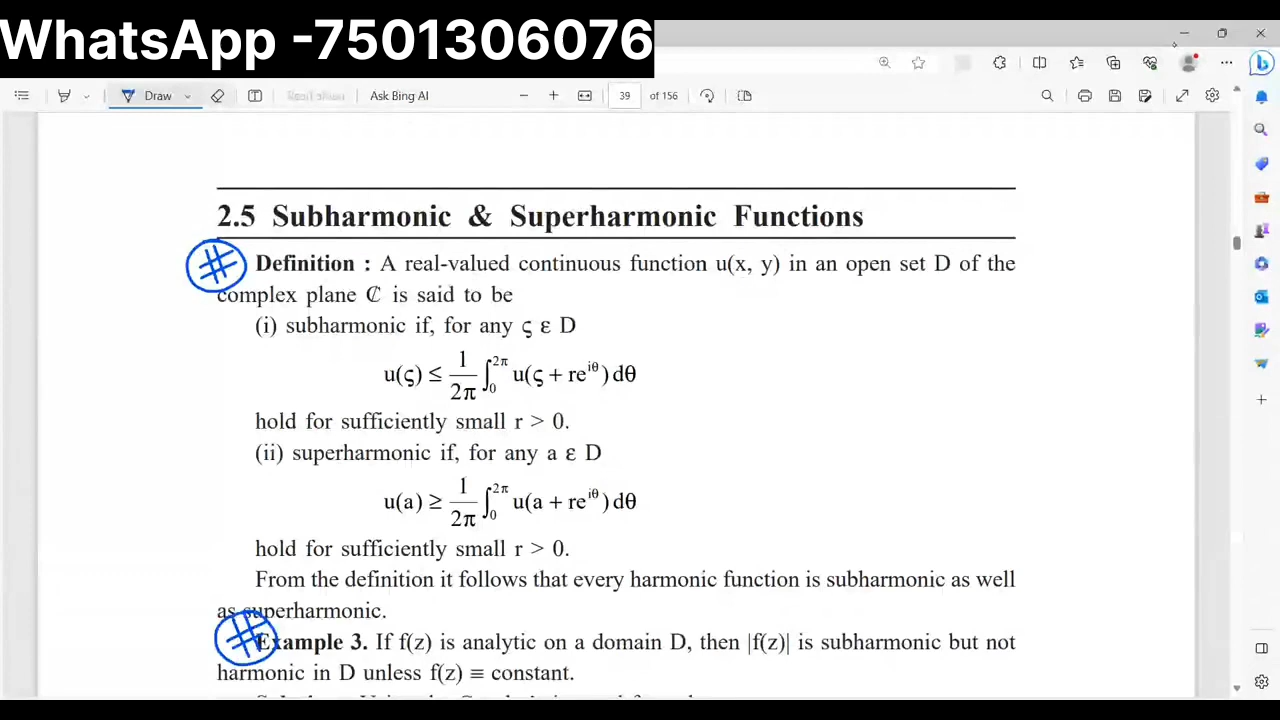 WhatsApp -7501306076
Draw
Read aloud
Ask Bing AI
39
of 156
2.5 Subharmonic & Superharmonic Functions
Definition : A real-valued continuous function u(x, y) in an open set D of the
complex plane ℂ is said to be
(i) subharmonic if, for any ς ε D
u(ς) ≤ 1/2π ∫₀^2π u(ς + re^iθ) dθ
hold for sufficiently small r > 0.
(ii) superharmonic if, for any a ε D
u(a) ≥ 1/2π ∫₀^2π u(a + re^iθ) dθ
hold for sufficiently small r > 0.
From the definition it follows that every harmonic function is subharmonic as well
as superharmonic.
Example 3. If f(z) is analytic on a domain D, then |f(z)| is subharmonic but not
harmonic in D unless f(z) ≡ constant.